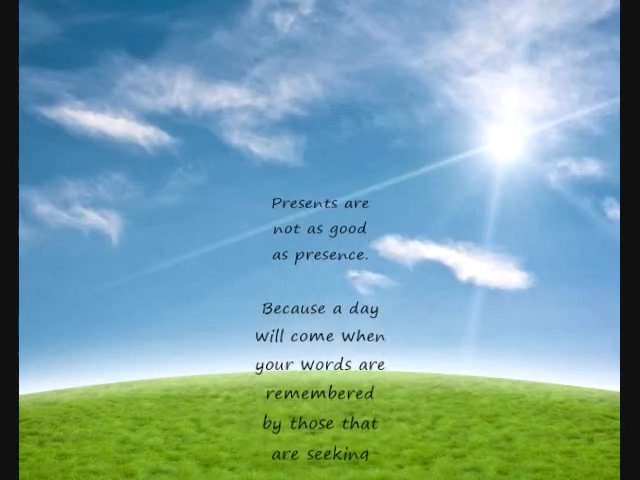 Presents are
not as good
as presence.
Because a day
will come when
your words are
remembered
by those that
are seeking